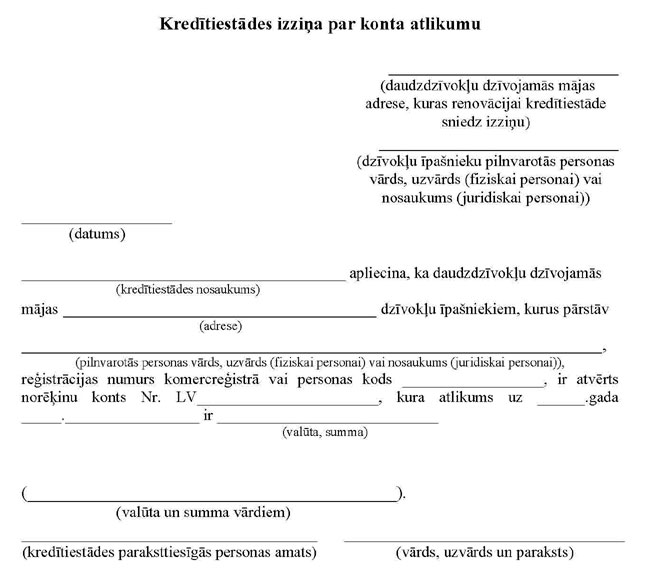 Kredītiestādes izziņa par konta atlikumu
(daudzdzīvokļu dzīvojamās mājas
adrese, kuras renovācijai kredītiestāde
sniedz izziņu)
(dzīvokļu īpašnieku pilnvarotās personas
vārds, uzvārds (fiziskai personai) vai
nosaukums (juridiskai personai))
(datums)
apliecina, ka daudzdzīvokļu dzīvojamās
(kredītiestādes nosaukums)
mājas dzīvokļu īpašniekiem, kurus pārstāv
(adrese)
,
(pilnvarotās personas vārds, uzvārds (fiziskai personai) vai nosaukums (juridiskai personai)),
reģistrācijas numurs komercreģistrā vai personas kods , ir atvērts
norēķinu konts Nr. LV , kura atlikums uz .gada
. ir
(valūta, summa)
( ).
(valūta un summa vārdiem)
(kredītiestādes paraksttiesīgās personas amats) (vārds, uzvārds un paraksts)